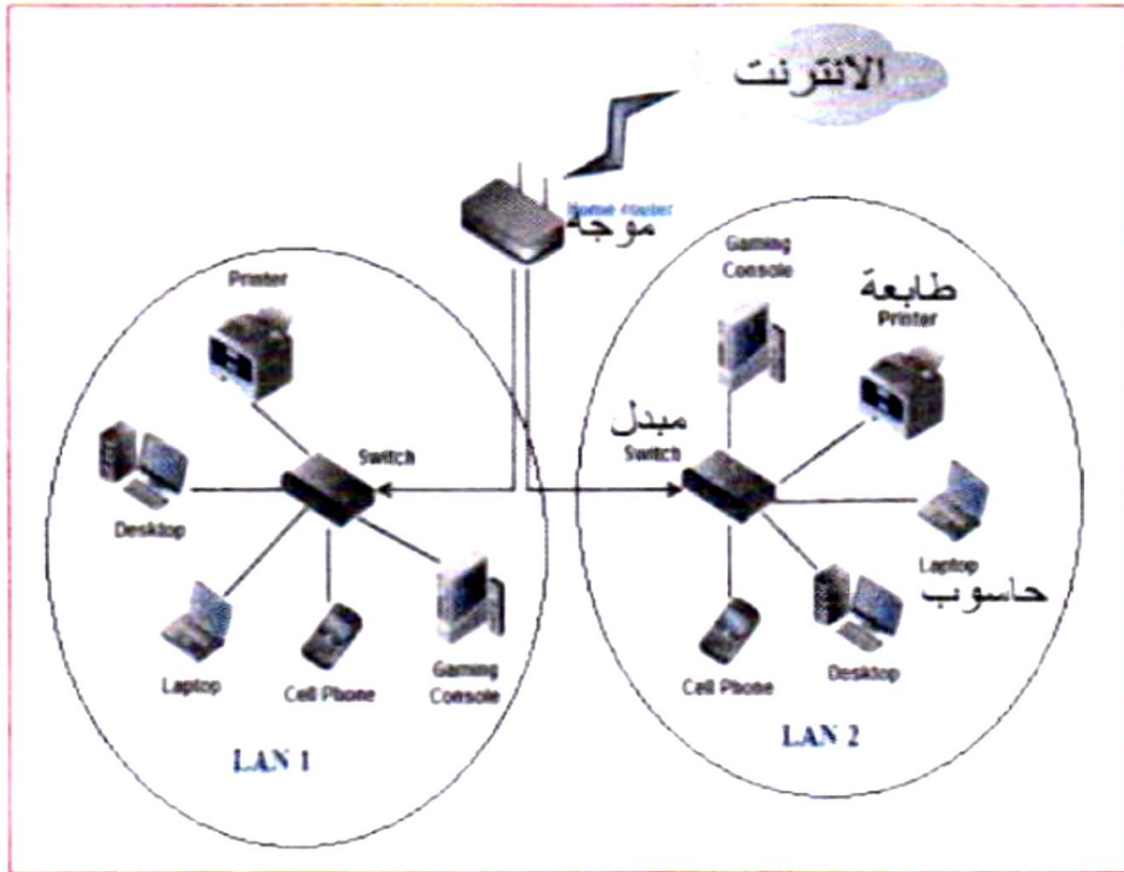 الانترنت
Home router
موجه
Printer
Switch
Desktop
Laptop
Cell Phone
Gaming
Console
LAN 1
Gaming
Console
طابعة
Printer
مبدل
Switch
Laptop
حاسوب
Desktop
Cell Phone
LAN 2